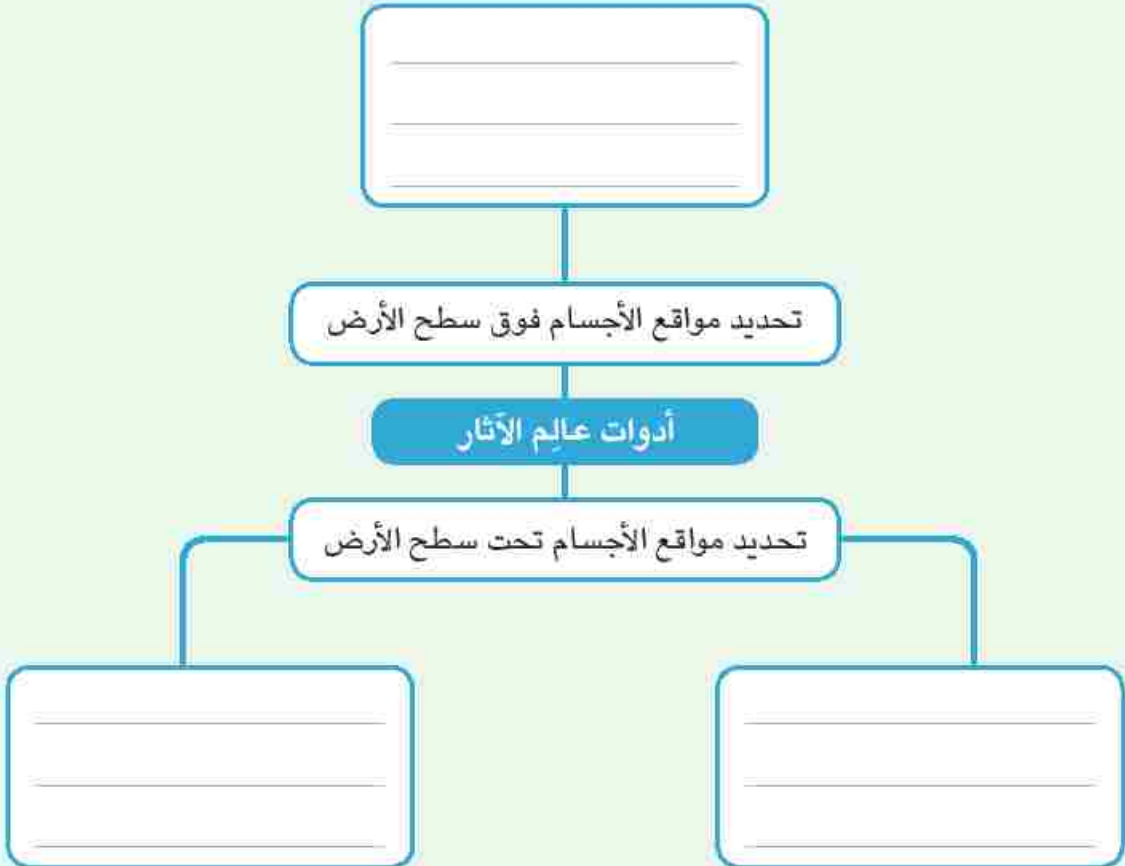 تحديد مواقع الأجسام فوق سطح الأرض
أدوات عالِم الآثار
تحديد مواقع الأجسام تحت سطح الأرض